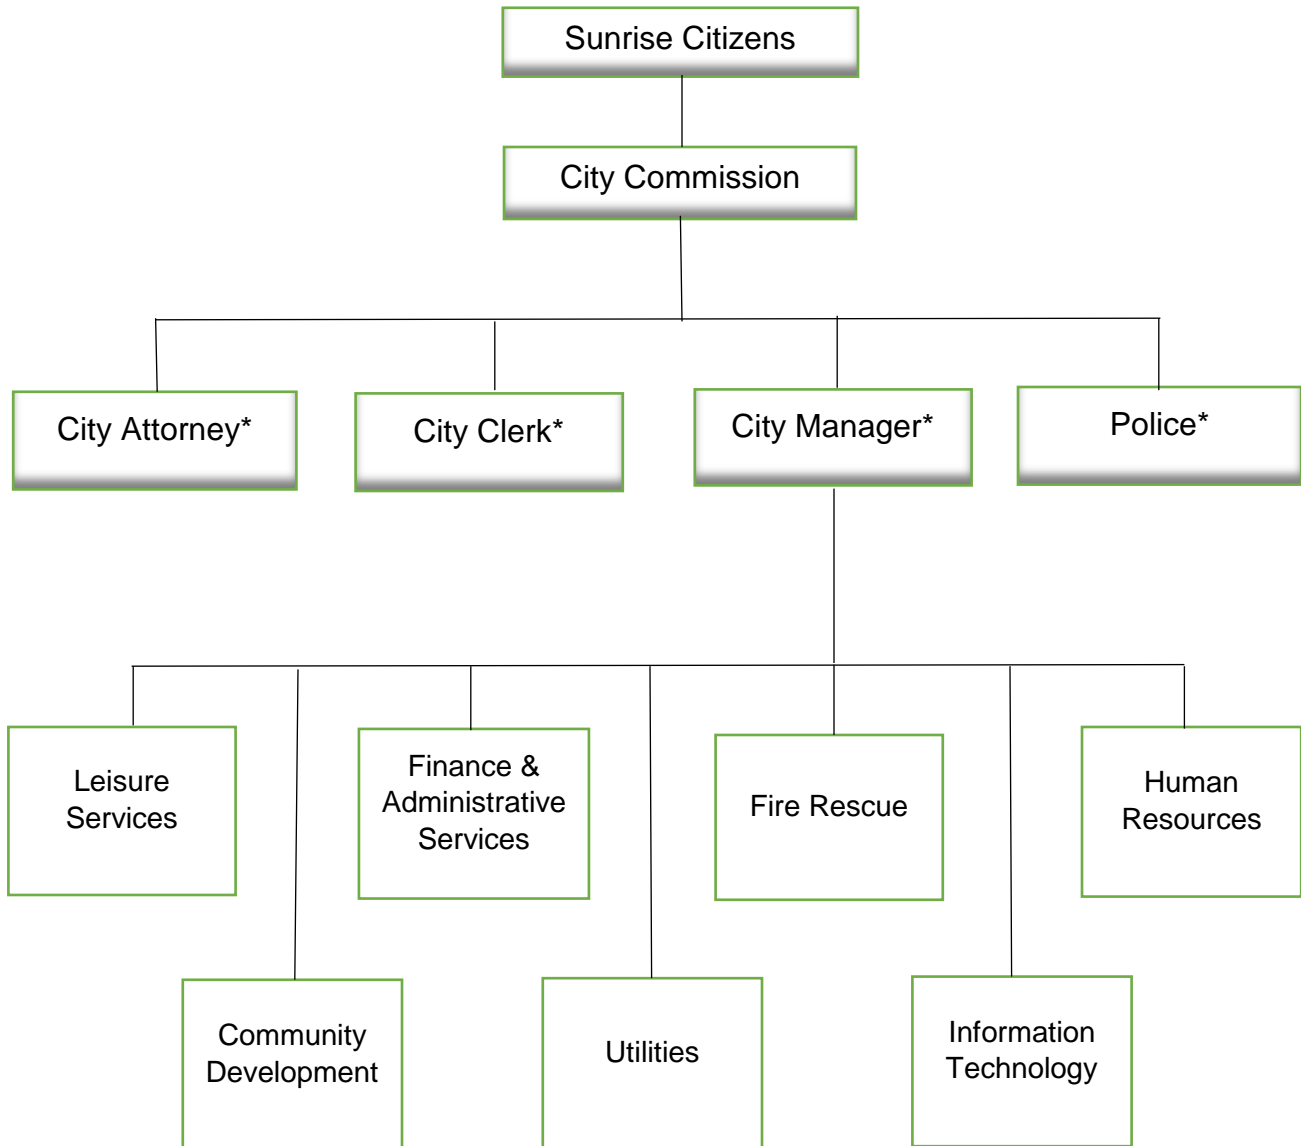 Sunrise Citizens
City Commission
City Attorney*
City Clerk*
City Manager*
Police*
Leisure
Services
Finance &
Administrative
Services
Fire Rescue
Human
Resources
Community
Development
Utilities
Information
Technology